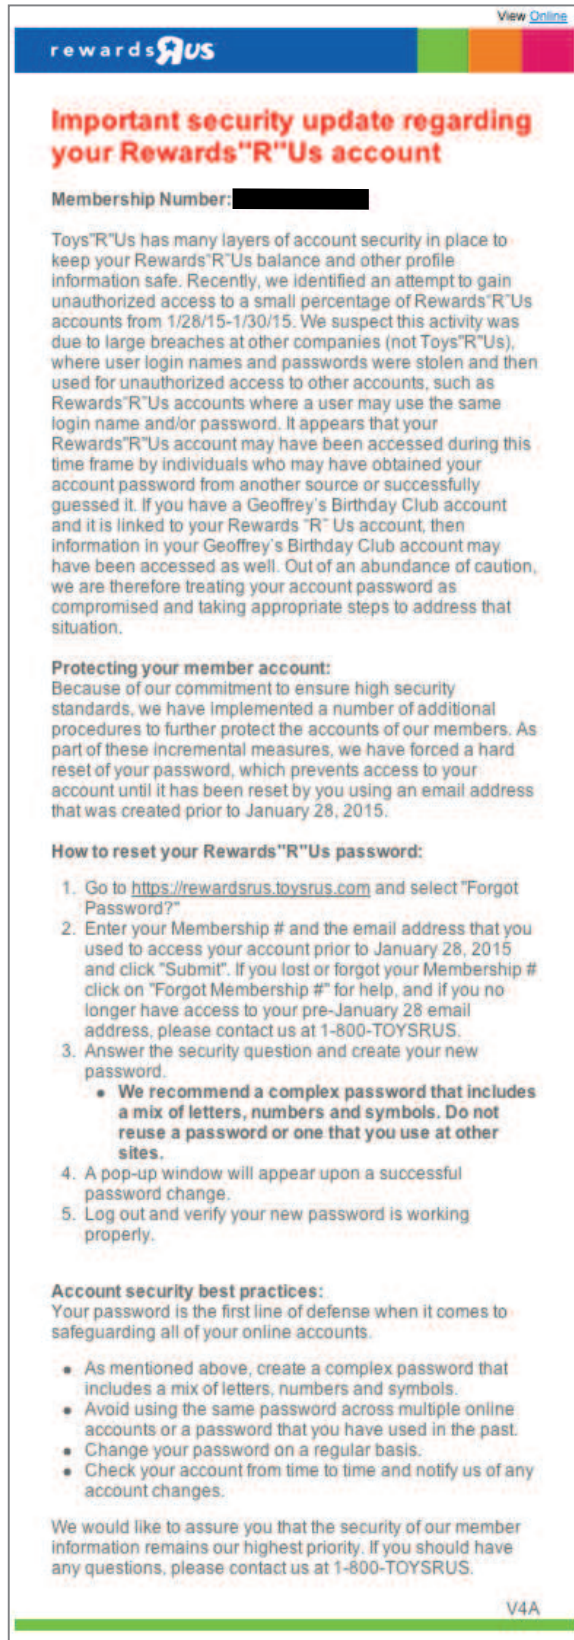 View Online
rewards R us
Important security update regarding
your Rewards"R"Us account
Membership Number:
Toys"R"Us has many layers of account security in place to
keep your Rewards"R"Us balance and other profile
information safe. Recently, we identified an attempt to gain
unauthorized access to a small percentage of Rewards"R"Us
accounts from 1/28/15-1/30/15. We suspect this activity was
due to large breaches at other companies (not Toys"R"Us),
where user login names and passwords were stolen and then
used for unauthorized access to other accounts, such as
Rewards"R"Us accounts where a user may use the same
login name and/or password. It appears that your
Rewards"R"Us account may have been accessed during this
time frame by individuals who may have obtained your
account password from another source or successfully
guessed it. If you have a Geoffrey's Birthday Club account
and it is linked to your Rewards "R" Us account, then
information in your Geoffrey's Birthday Club account may
have been accessed as well. Out of an abundance of caution,
we are therefore treating your account password as
compromised and taking appropriate steps to address that
situation.
Protecting your member account:
Because of our commitment to ensure high security
standards, we have implemented a number of additional
procedures to further protect the accounts of our members. As
part of these incremental measures, we have forced a hard
reset of your password, which prevents access to your
account until it has been reset by you using an email address
that was created prior to January 28, 2015.
How to reset your Rewards"R"Us password:
1. Go to https://rewardsrus.toysrus.com and select "Forgot
Password?"
2. Enter your Membership # and the email address that you
used to access your account prior to January 28, 2015
and click "Submit". If you lost or forgot your Membership #
click on "Forgot Membership #" for help, and if you no
longer have access to your pre-January 28 email
address, please contact us at 1-800-TOYSRUS.
3. Answer the security question and create your new
password.
• We recommend a complex password that includes
a mix of letters, numbers and symbols. Do not
reuse a password or one that you use at other
sites.
4. A pop-up window will appear upon a successful
password change.
5. Log out and verify your new password is working
properly.
Account security best practices:
Your password is the first line of defense when it comes to
safeguarding all of your online accounts.
• As mentioned above, create a complex password that
includes a mix of letters, numbers and symbols.
• Avoid using the same password across multiple online
accounts or a password that you have used in the past.
• Change your password on a regular basis.
• Check your account from time to time and notify us of any
account changes.
We would like to assure you that the security of our member
information remains our highest priority. If you should have
any questions, please contact us at 1-800-TOYSRUS.
V4A